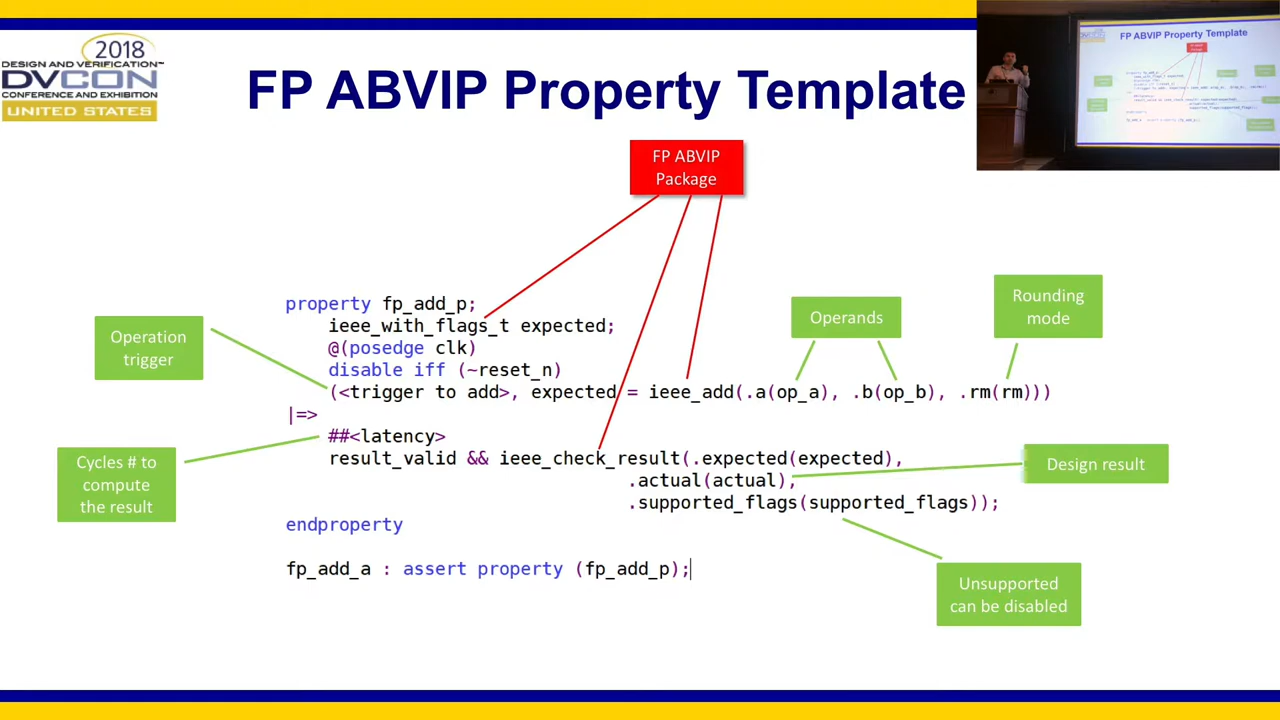 2018
DESIGN AND VERIFICATION™
DVCON
CONFERENCE AND EXHIBITION
UNITED STATES
FP ABVIP Property Template
FP ABVIP Property Template
FP ABVIP
Package
property fp_add_p;
ieee_with_flags_t expected;
@(posedge clk)
disable iff (~reset_n)
(<trigger to add>, expected = ieee_add(.a(op_a), .b(op_b), .rm(rm)))
|=>
##<latency>
result_valid && ieee_check_result(.expected(expected),
.actual(actual),
.supported_flags(supported_flags));
endproperty
fp_add_a : assert property (fp_add_p);
Operation
trigger
Cycles # to
compute
the result
Operands
Rounding
mode
Design result
Unsupported
can be disabled